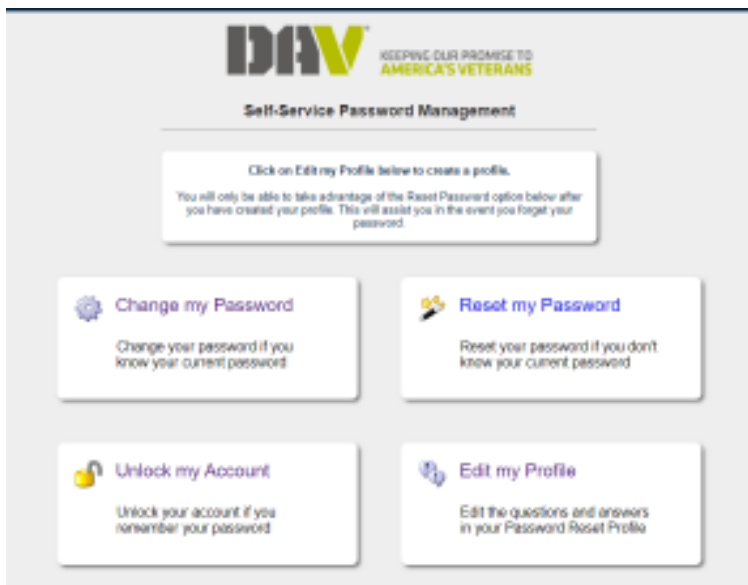 DAV KEEPING OUR PROMISE TO
AMERICA'S VETERANS
Self-Service Password Management
Click on Edit my Profile below to create a profile.
You will only be able to take advantage of the Reset Password option below after
you have created your profile. This will assist you in the event you forget your
password.
Change my Password
Change your password if you
know your current password
Reset my Password
Reset your password if you don't
know your current password
Unlock my Account
Unlock your account if you
remember your password
Edit my Profile
Edit the questions and answers
in your Password Reset Profile